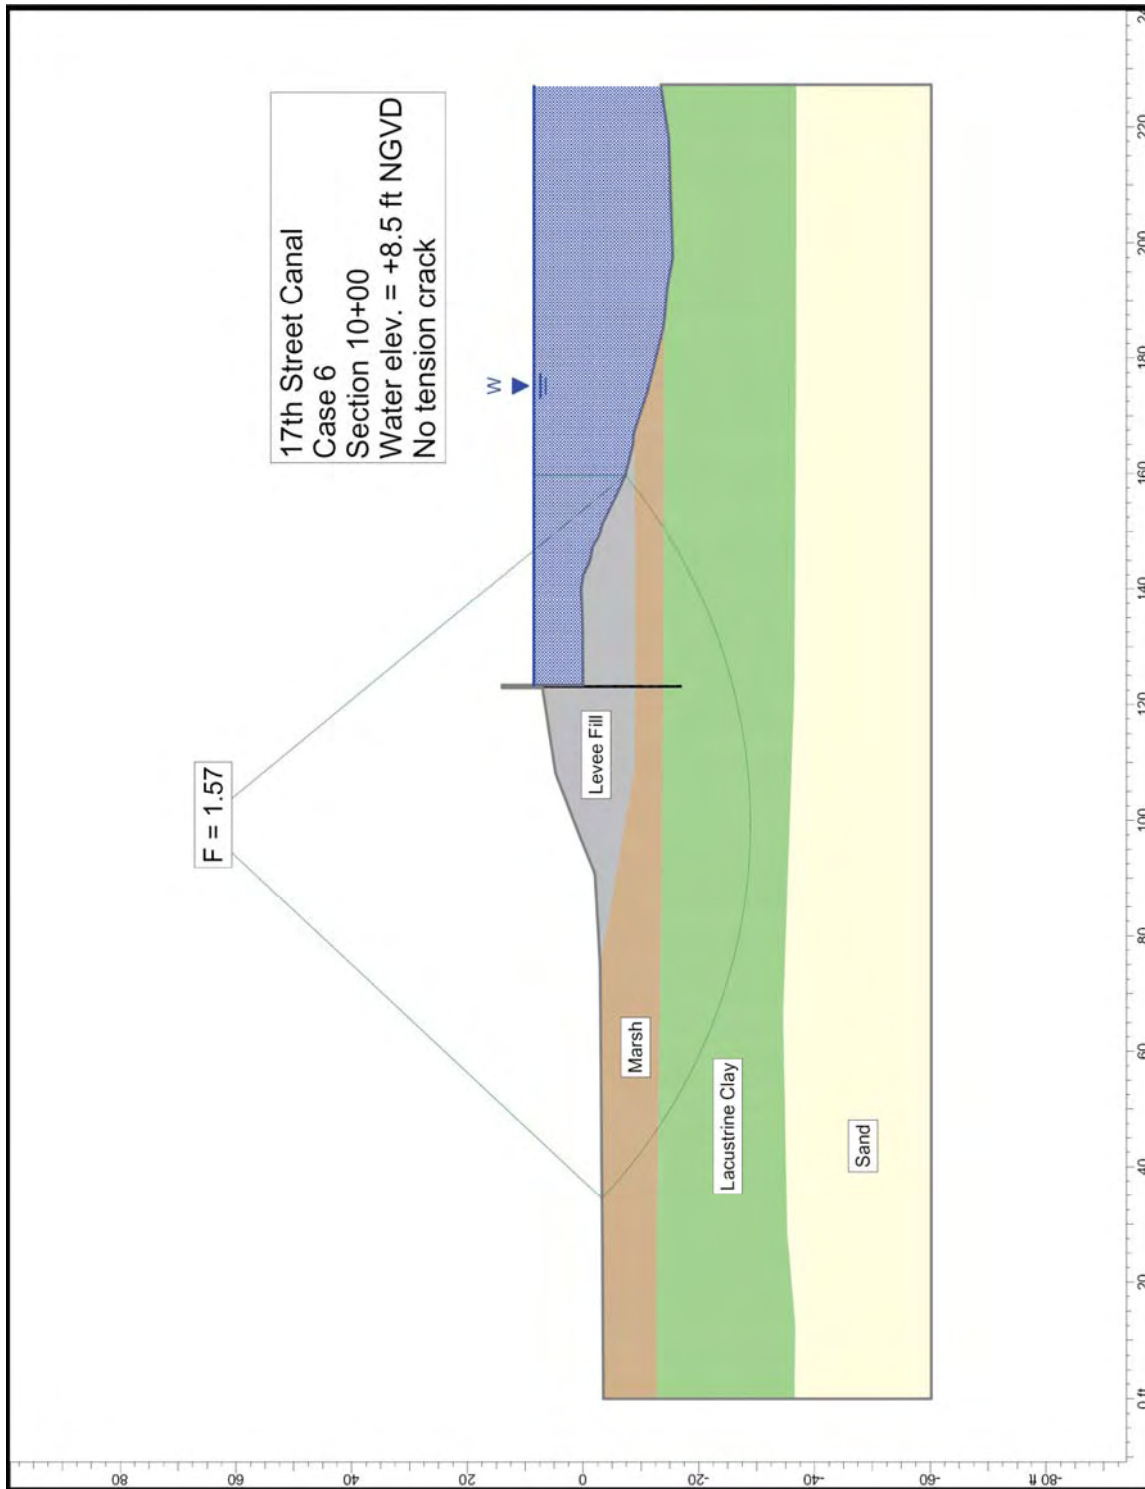 F = 1.57
17th Street Canal
Case 6
Section 10+00
Water elev. = +8.5 ft NGVD
No tension crack
W
Levee Fill
Marsh
Lacustrine Clay
Sand
80
60
40
20
0
-20
-40
-60
-80 ft
0 ft
20
40
60
80
100
120
140
160
180
200
220